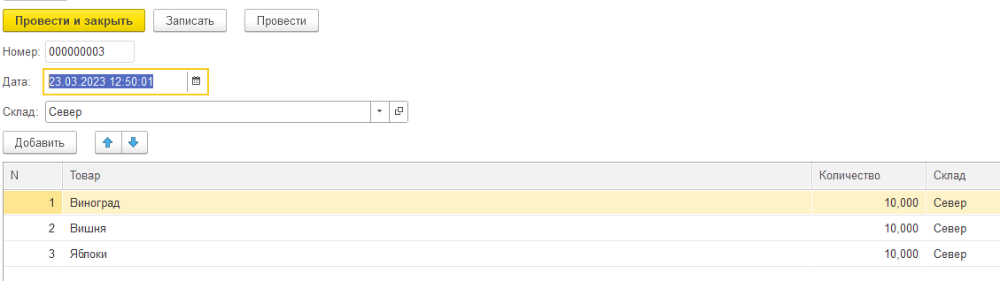 Провести и закрыть Записать Провести
Номер: 000000003
Дата: 23.03.2023 12:50:01
Склад: Север
Добавить
N Товар Количество Склад
1 Виноград 10,000 Север
2 Вишня 10,000 Север
3 Яблоки 10,000 Север